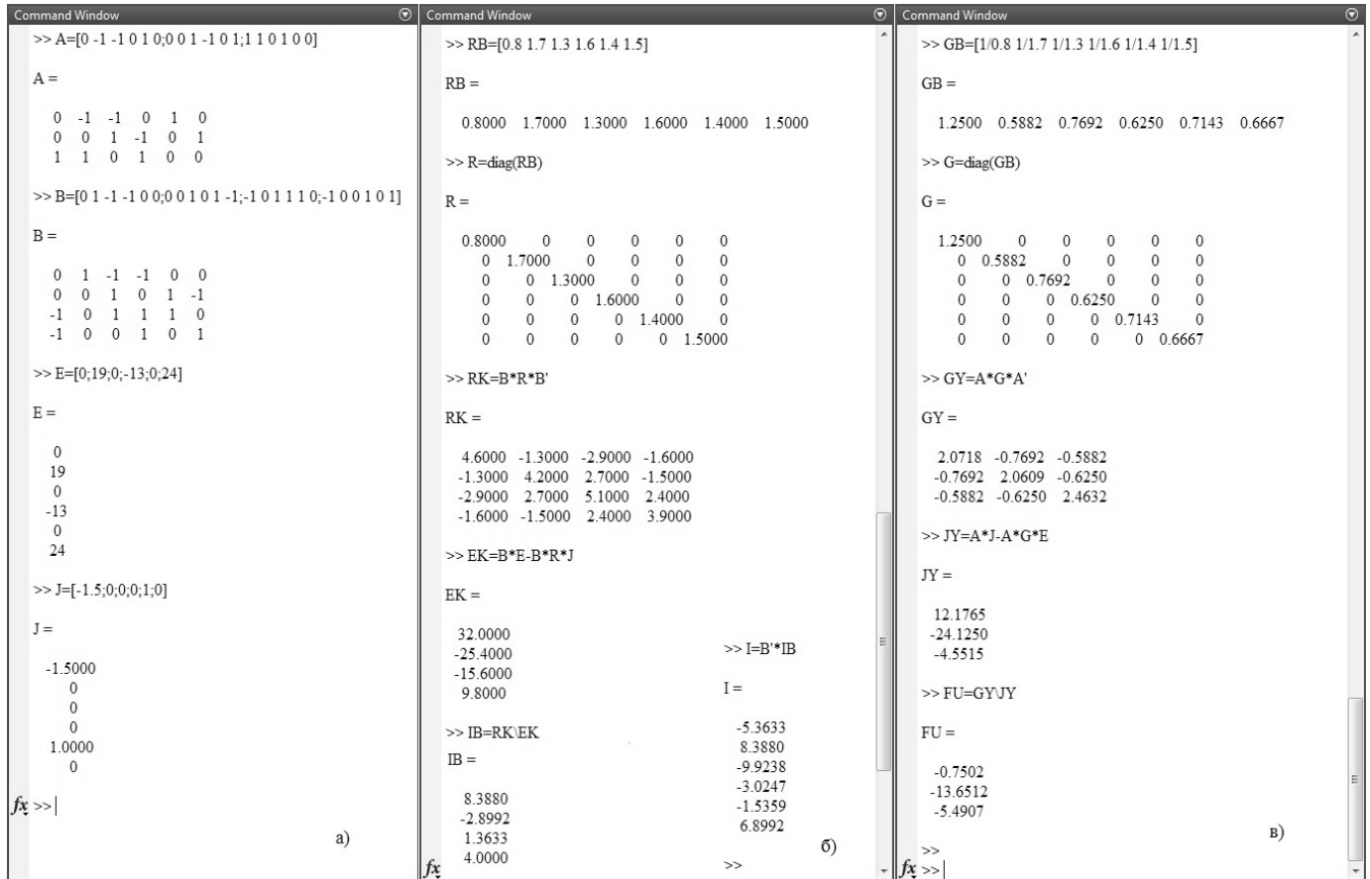 Command Window
>> A=[0 -1 -1 0 1 0;0 0 1 -1 0 1;1 1 0 1 0 0]
A =
0 -1 -1 0 1 0
0 0 1 -1 0 1
1 1 0 1 0 0
>> B=[0 1 -1 -1 0 0;0 0 1 0 1 -1;-1 0 1 1 1 0;-1 0 0 1 0 1]
B =
0 1 -1 -1 0 0
0 0 1 0 1 -1
-1 0 1 1 1 0
-1 0 0 1 0 1
>> E=[0;19;0;-13;0;24]
E =
0
19
0
-13
0
24
>> J=[-1.5;0;0;0;1;0]
J =
-1.5000
0
0
0
1.0000
0
fx >>
а)
Command Window
>> RB=[0.8 1.7 1.3 1.6 1.4 1.5]
RB =
0.8000 1.7000 1.3000 1.6000 1.4000 1.5000
>> R=diag(RB)
R =
0.8000 0 0 0 0 0
0 1.7000 0 0 0 0
0 0 1.3000 0 0 0
0 0 0 1.6000 0 0
0 0 0 0 1.4000 0
0 0 0 0 0 1.5000
>> RK=B*R*B'
RK =
4.6000 -1.3000 -2.9000 -1.6000
-1.3000 4.2000 2.7000 -1.5000
-2.9000 2.7000 5.1000 2.4000
-1.6000 -1.5000 2.4000 3.9000
>> EK=B*E-B*R*J
EK =
32.0000
-25.4000
-15.6000
9.8000
>> IB=RK\EK
IB =
8.3880
-2.8992
1.3633
4.0000
fx
>> I=B'*IB
I =
-5.3633
8.3880
-9.9238
-3.0247
-1.5359
6.8992
>>
б)
Command Window
>> GB=[1/0.8 1/1.7 1/1.3 1/1.6 1/1.4 1/1.5]
GB =
1.2500 0.5882 0.7692 0.6250 0.7143 0.6667
>> G=diag(GB)
G =
1.2500 0 0 0 0 0
0 0.5882 0 0 0 0
0 0 0.7692 0 0 0
0 0 0 0.6250 0 0
0 0 0 0 0.7143 0
0 0 0 0 0 0.6667
>> GY=A*G*A'
GY =
2.0718 -0.7692 -0.5882
-0.7692 2.0609 -0.6250
-0.5882 -0.6250 2.4632
>> JY=A*J-A*G*E
JY =
12.1765
-24.1250
-4.5515
>> FU=GY\JY
FU =
-0.7502
-13.6512
-5.4907
>>
fx >>
в)